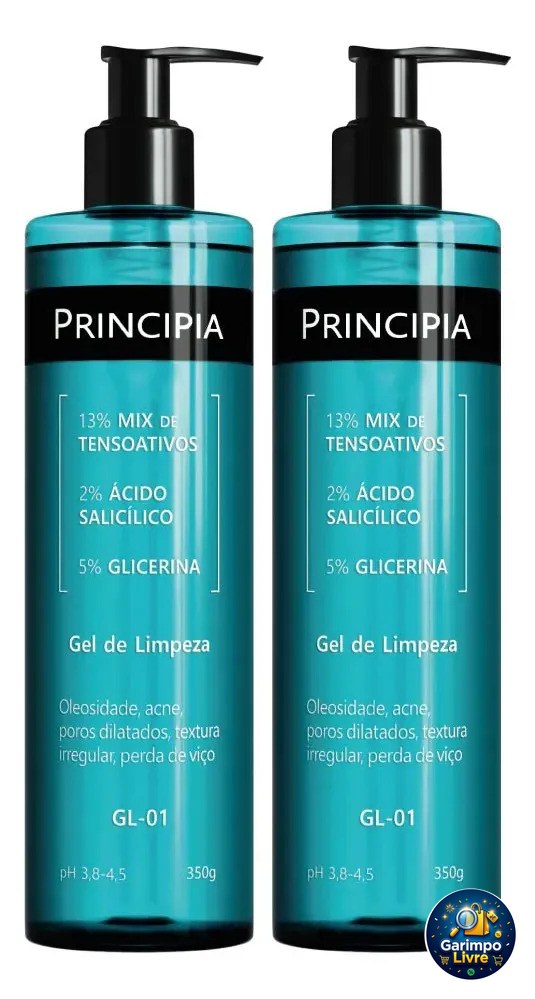 PRINCIPIA
13% MIX DE
TENSOATIVOS
2% ÁCIDO
SALICÍLICO
5% GLICERINA
Gel de Limpeza
Oleosidade, acne,
poros dilatados, textura
irregular, perda de viço
GL-01
pH 3,8-4,5 350g
PRINCIPIA
13% MIX DE
TENSOATIVOS
2% ÁCIDO
SALICÍLICO
5% GLICERINA
Gel de Limpeza
Oleosidade, acne,
poros dilatados, textura
irregular, perda de viço
GL-01
pH 3,8-4,5 350g
Garimpo
Livre